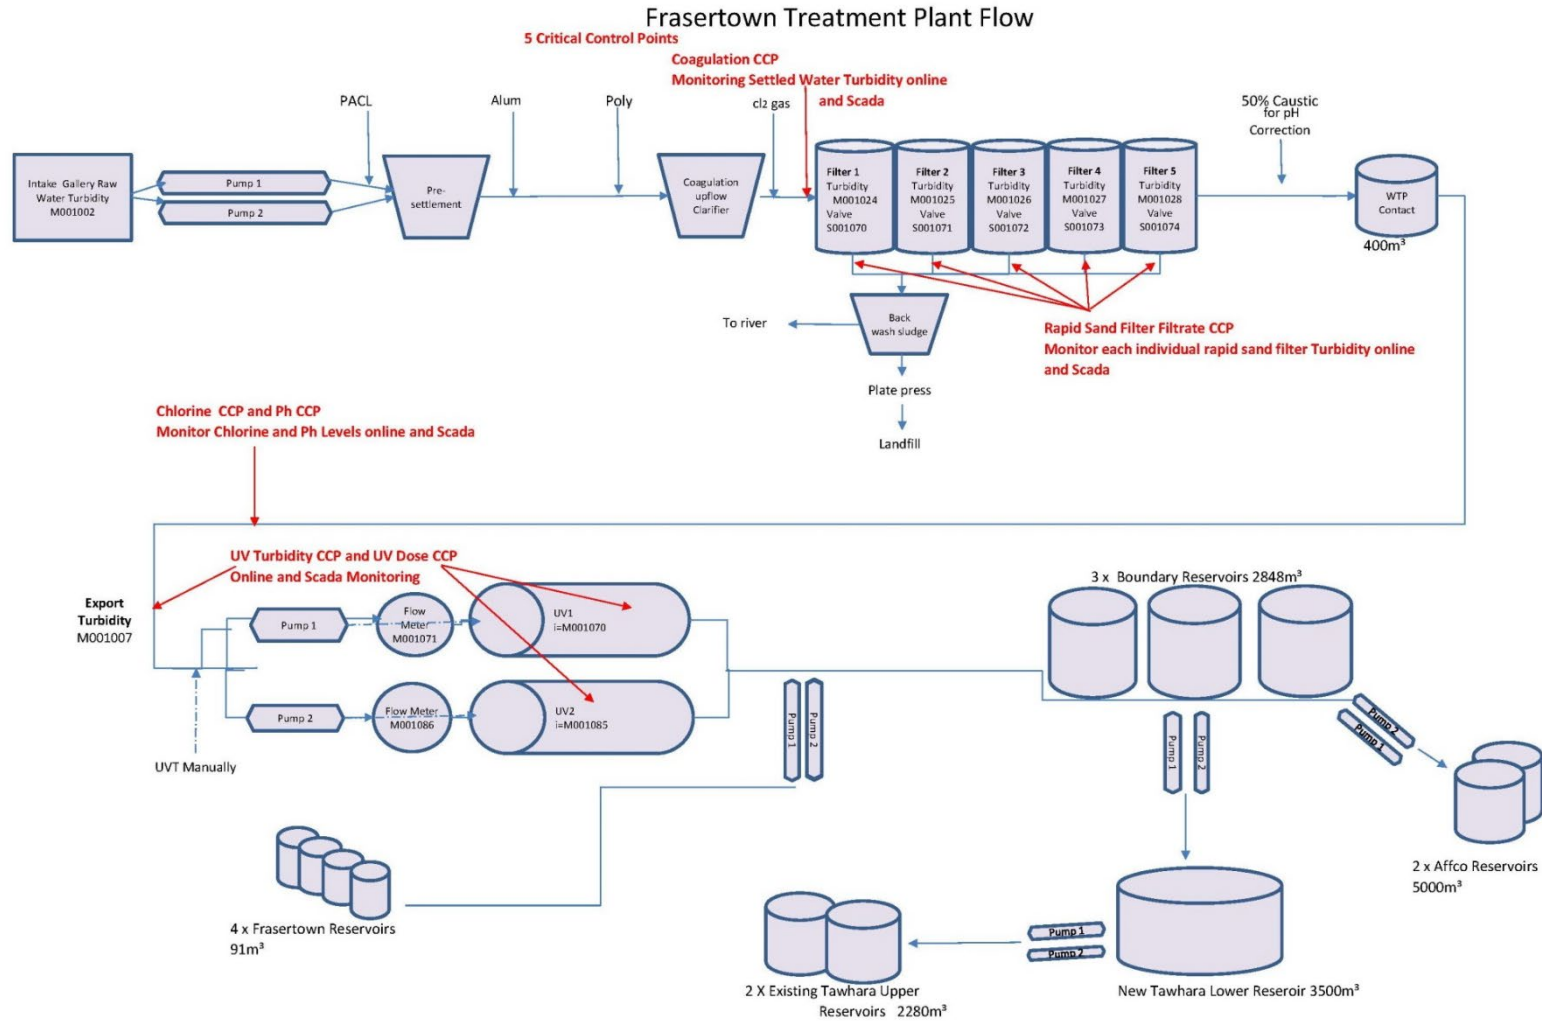 Frasertown Treatment Plant Flow
5 Critical Control Points
Coagulation CCP
Monitoring Settled Water Turbidity online
and Scada
PACL
Alum
Poly
cl2 gas
50% Caustic
for pH
Correction
Intake Gallery Raw
Water Turbidity
M001002
Pump 1
Pump 2
Pre-
settlement
Coagulation
upflow
Clarifier
Filter 1
Turbidity
M001024
Valve
S001070
Filter 2
Turbidity
M001025
Valve
S001071
Filter 3
Turbidity
M001026
Valve
S001072
Filter 4
Turbidity
M001027
Valve
S001073
Filter 5
Turbidity
M001028
Valve
S001074
WTP
Contact
400m³
To river
Back
wash sludge
Plate press
Landfill
Rapid Sand Filter Filtrate CCP
Monitor each individual rapid sand filter Turbidity online
and Scada
Chlorine CCP and Ph CCP
Monitor Chlorine and Ph Levels online and Scada
UV Turbidity CCP and UV Dose CCP
Online and Scada Monitoring
Export
Turbidity
M001007
Pump 1
Flow
Meter
M001071
UV1
i=M001070
Pump 2
Flow Meter
M001086
UV2
i=M001085
UVT Manually
3 x Boundary Reservoirs 2848m³
Pump 1
Pump 2
Pump 1
Pump 2
Pump 2
Pump 1
2 x Affco Reservoirs
5000m³
4 x Frasertown Reservoirs
91m³
Pump 1
Pump 2
2 X Existing Tawhara Upper
Reservoirs 2280m³
New Tawhara Lower Reseroir 3500m³